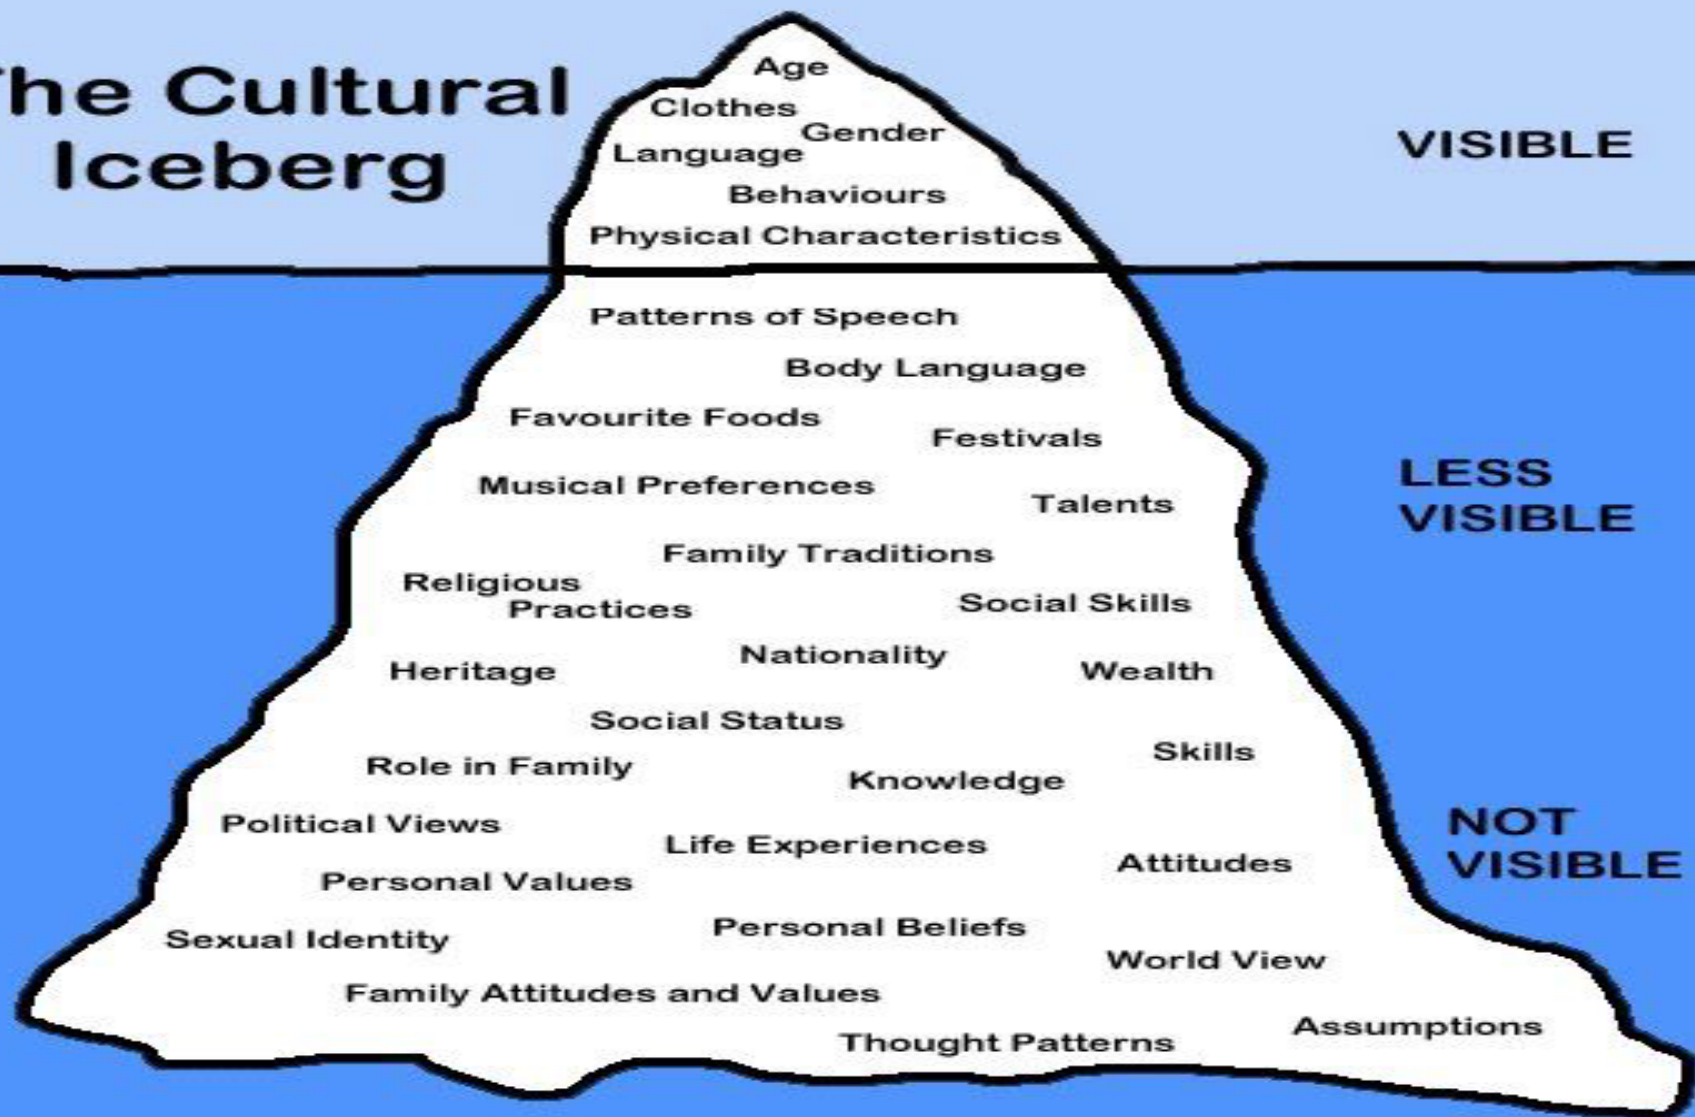 The Cultural
Iceberg
Age
Clothes
Gender
Language
Behaviours
Physical Characteristics
VISIBLE
Patterns of Speech
Body Language
Favourite Foods
Festivals
Musical Preferences
Talents
LESS
VISIBLE
Family Traditions
Religious
Practices
Social Skills
Nationality
Heritage
Wealth
Social Status
Skills
Role in Family
Knowledge
Political Views
Life Experiences
Attitudes
NOT
VISIBLE
Personal Values
Personal Beliefs
Sexual Identity
World View
Family Attitudes and Values
Assumptions
Thought Patterns